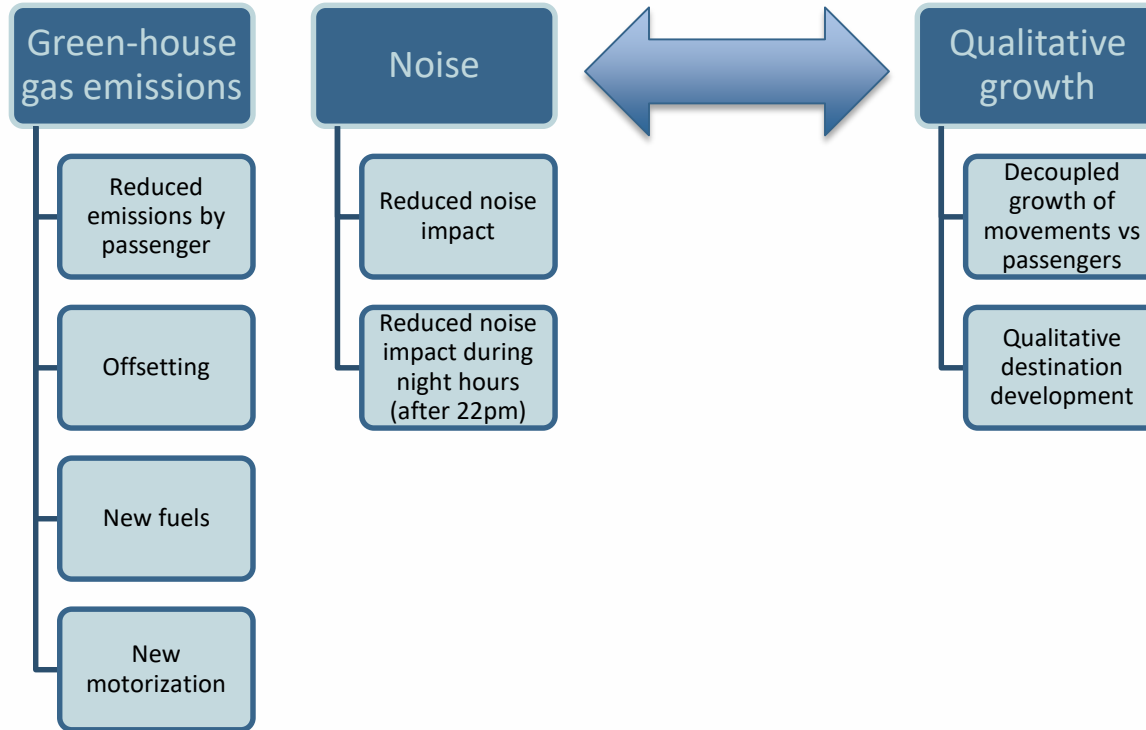 Green-house
gas emissions
Reduced
emissions by
passenger
Offsetting
New fuels
New
motorization
Noise
Reduced noise
impact
Reduced noise
impact during
night hours
(after 22pm)
Qualitative
growth
Decoupled
growth of
movements vs
passengers
Qualitative
destination
development